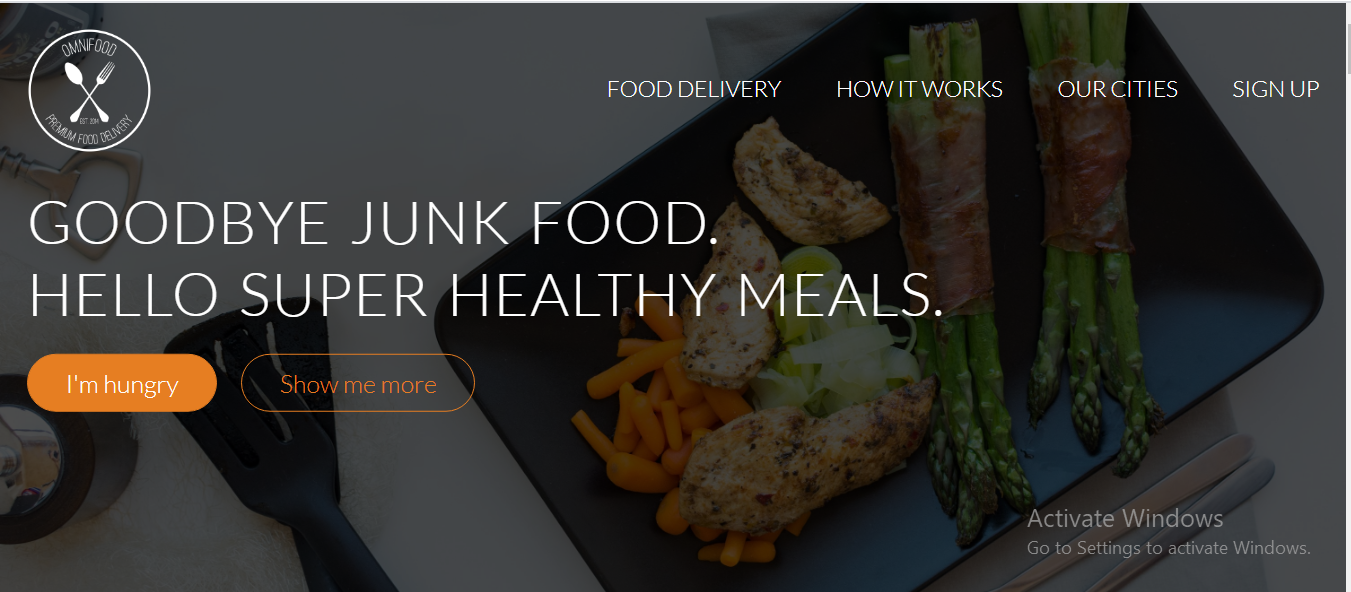 OMNIFOOD
EST. 2014
PREMIUM FOOD DELIVERY
FOOD DELIVERY HOW IT WORKS OUR CITIES SIGN UP
GOODBYE JUNK FOOD.
HELLO SUPER HEALTHY MEALS.
I'm hungry Show me more
Activate Windows
Go to Settings to activate Windows.